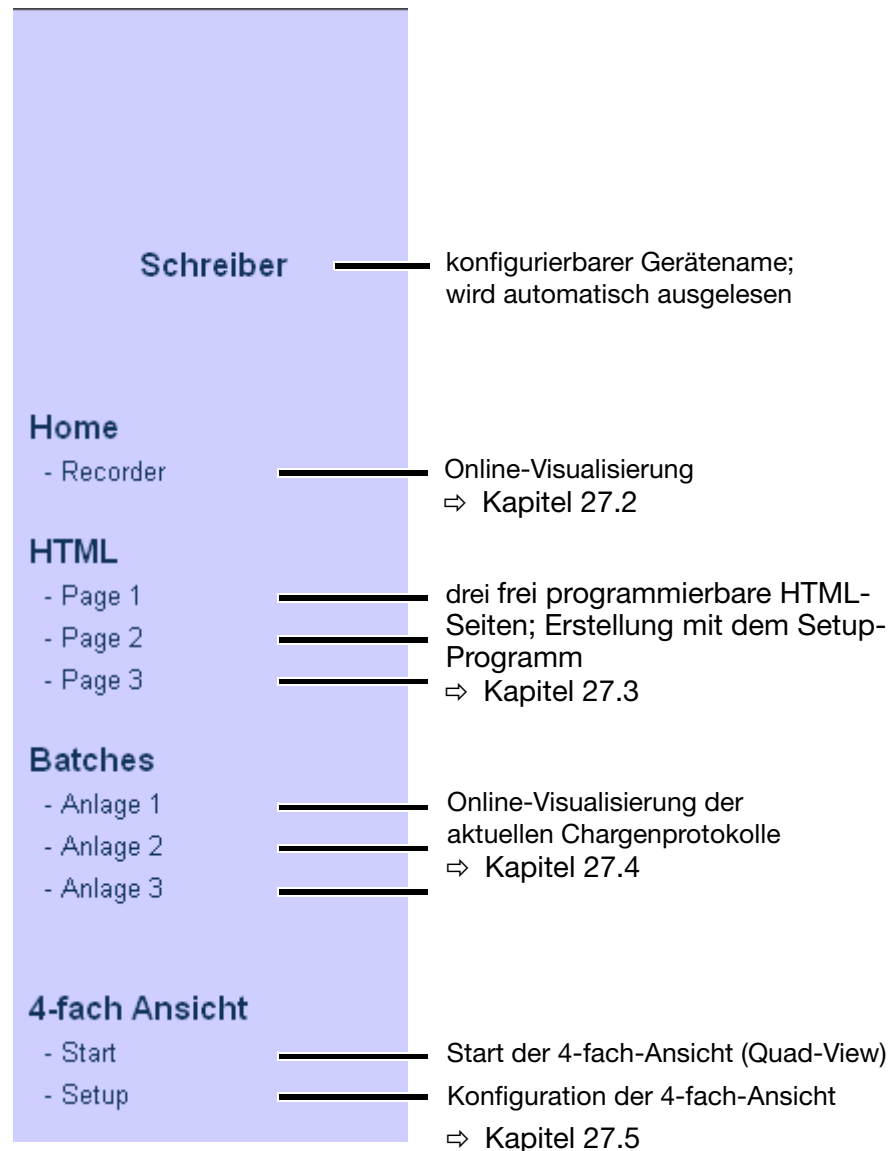 Schreiber
konfigurierbarer Gerätename;
wird automatisch ausgelesen
Home
- Recorder
Online-Visualisierung
⇨ Kapitel 27.2
HTML
- Page 1
- Page 2
- Page 3
drei frei programmierbare HTML-
Seiten; Erstellung mit dem Setup-
Programm
⇨ Kapitel 27.3
Batches
- Anlage 1
- Anlage 2
- Anlage 3
Online-Visualisierung der
aktuellen Chargenprotokolle
⇨ Kapitel 27.4
4-fach Ansicht
- Start
Start der 4-fach-Ansicht (Quad-View)
- Setup
Konfiguration der 4-fach-Ansicht
⇨ Kapitel 27.5